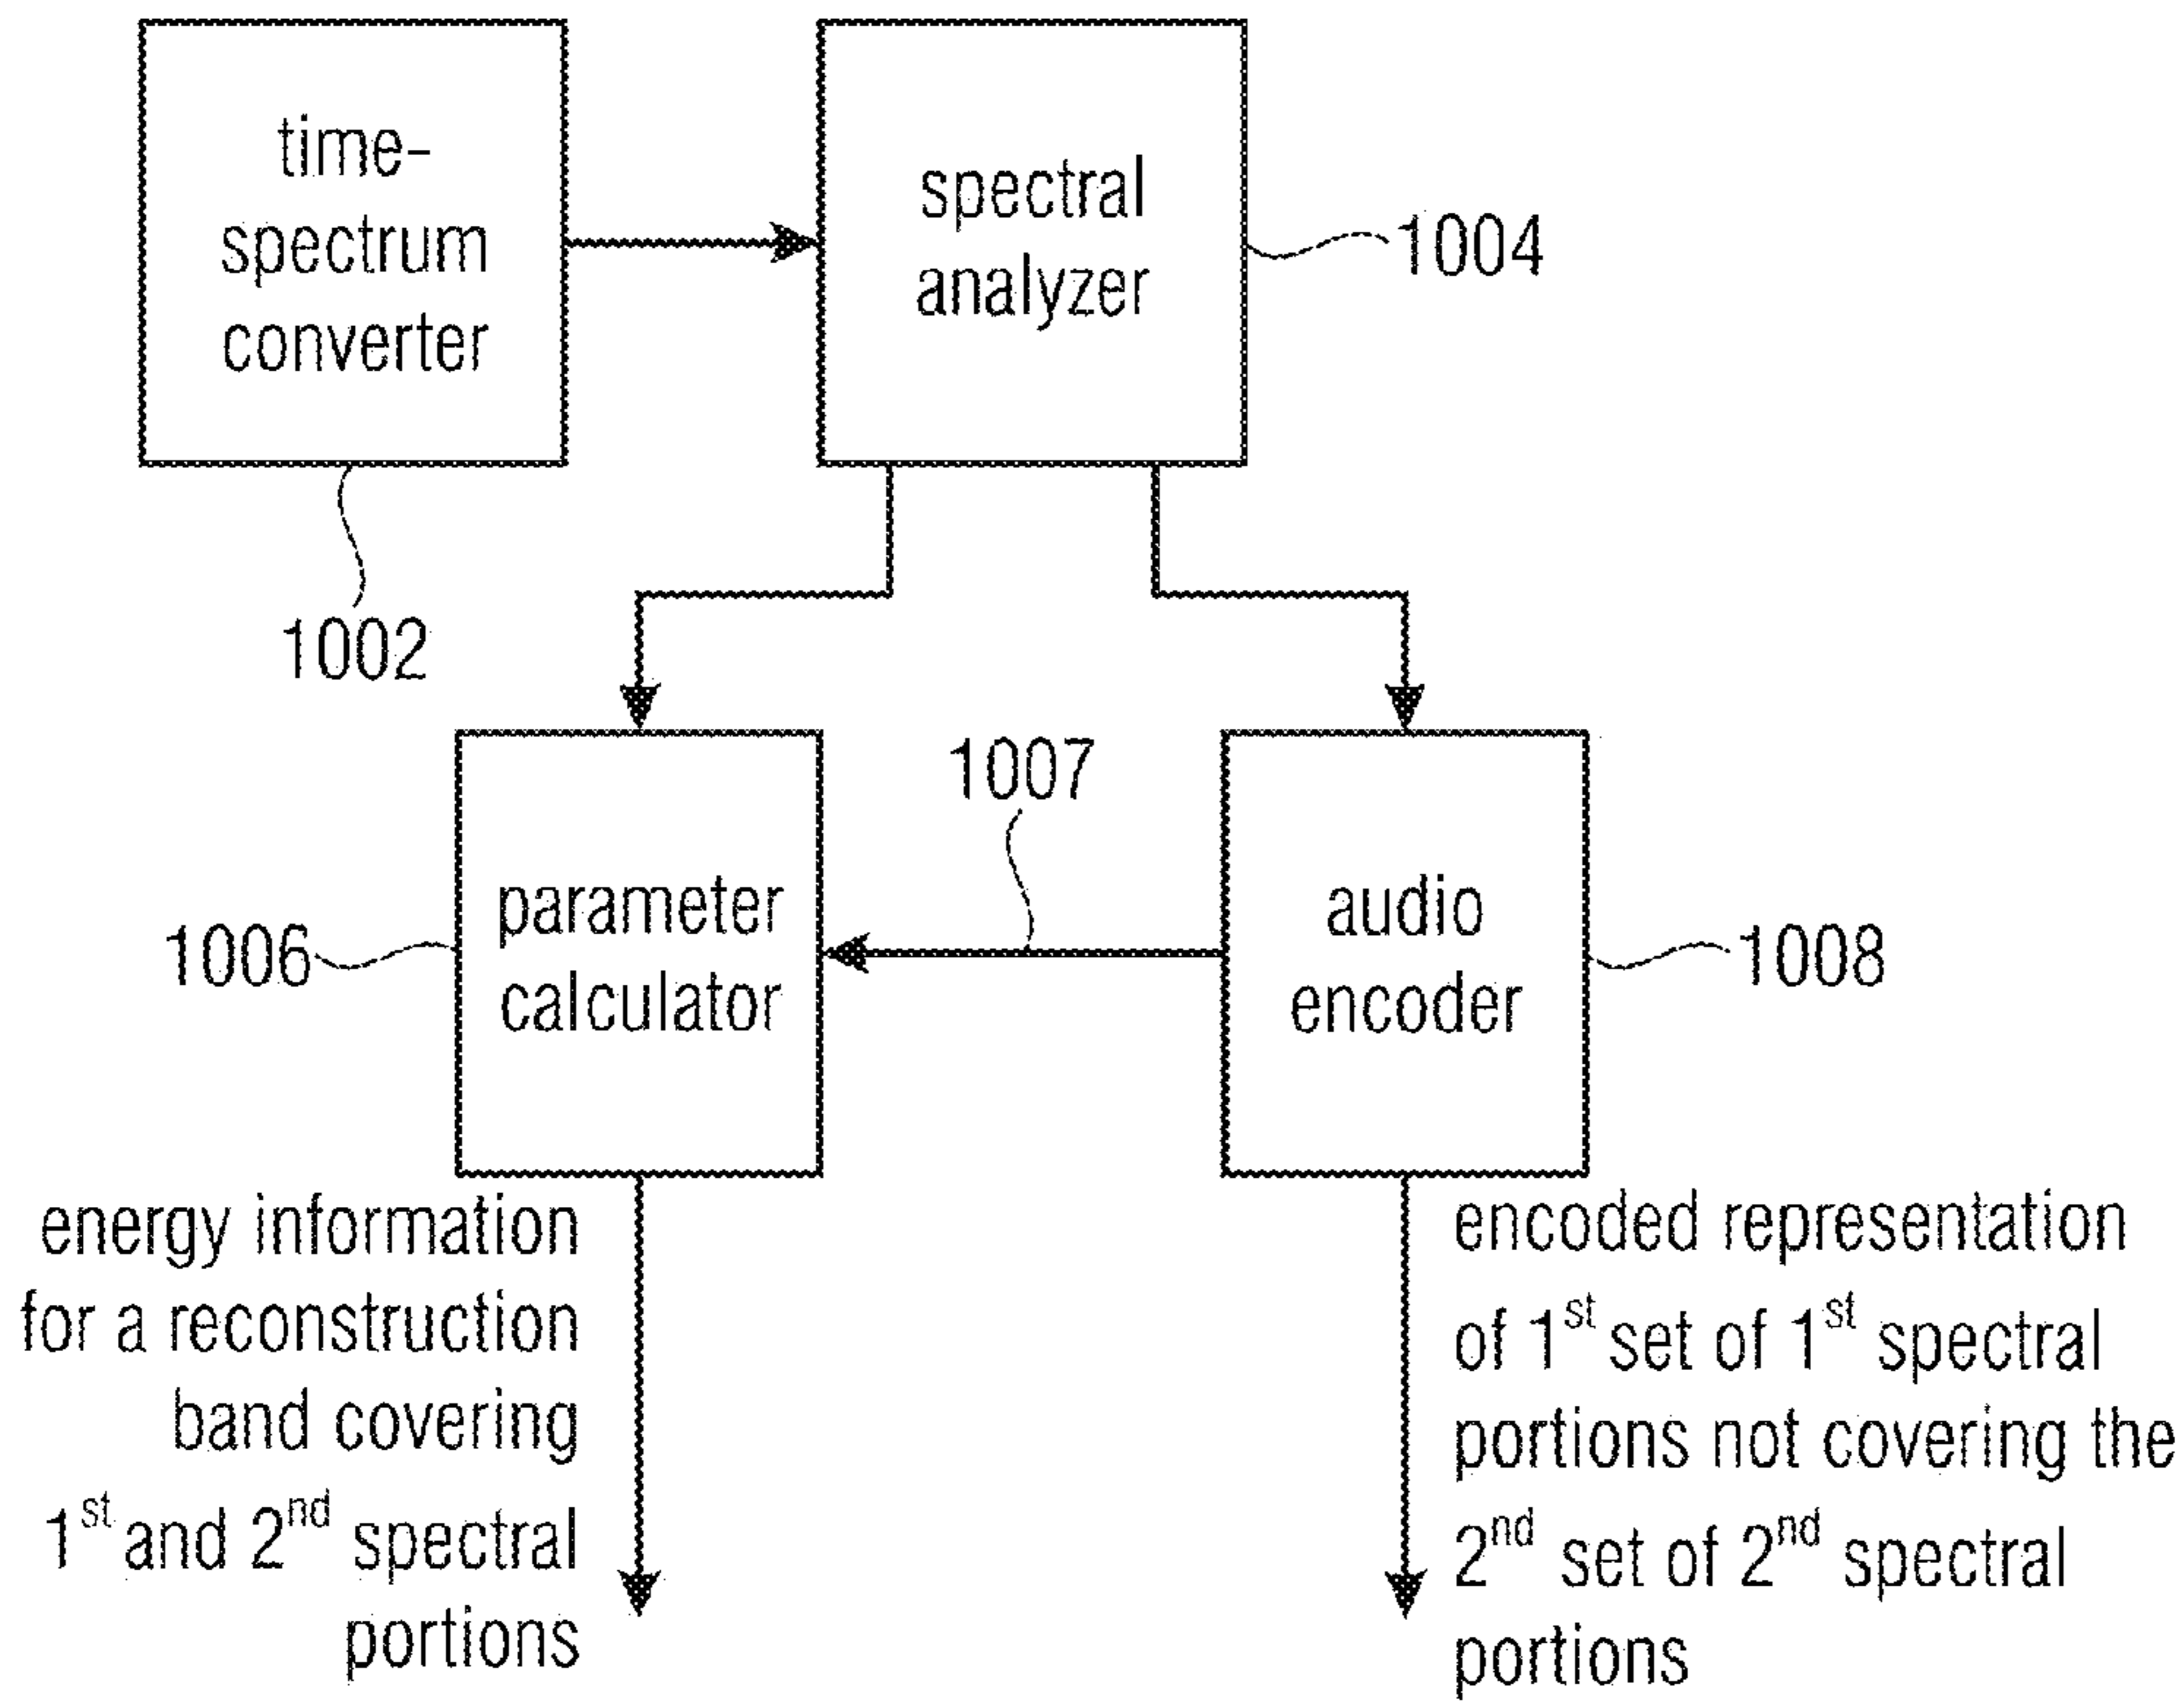 time-
spectrum
converter
spectral
analyzer
1004
1002
1007
parameter
calculator
1006
audio
encoder
1008
energy information
for a reconstruction
band covering
1st and 2nd spectral
portions
encoded representation
of 1st set of 1st spectral
portions not covering the
2nd set of 2nd spectral
portions